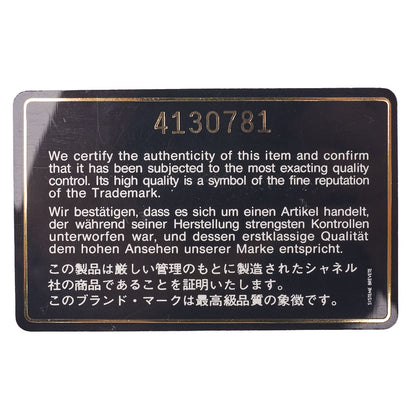 4130781
We certify the authenticity of this item and confirm
that it has been subjected to the most exacting quality
control. Its high quality is a symbol of the fine reputation
of the Trademark.
Wir bestätigen, dass es sich um einen Artikel handelt,
der während seiner Herstellung strengsten Kontrollen
unterworfen war, und dessen erstklassige Qualität
dem hohen Ansehen unserer Marke entspricht.
この製品は厳しい管理のもとに製造されたシャネル
社の商品であることを証明いたします。
このブランド・マークは最高級品質の象徴です。
SYSTEME BREVETE